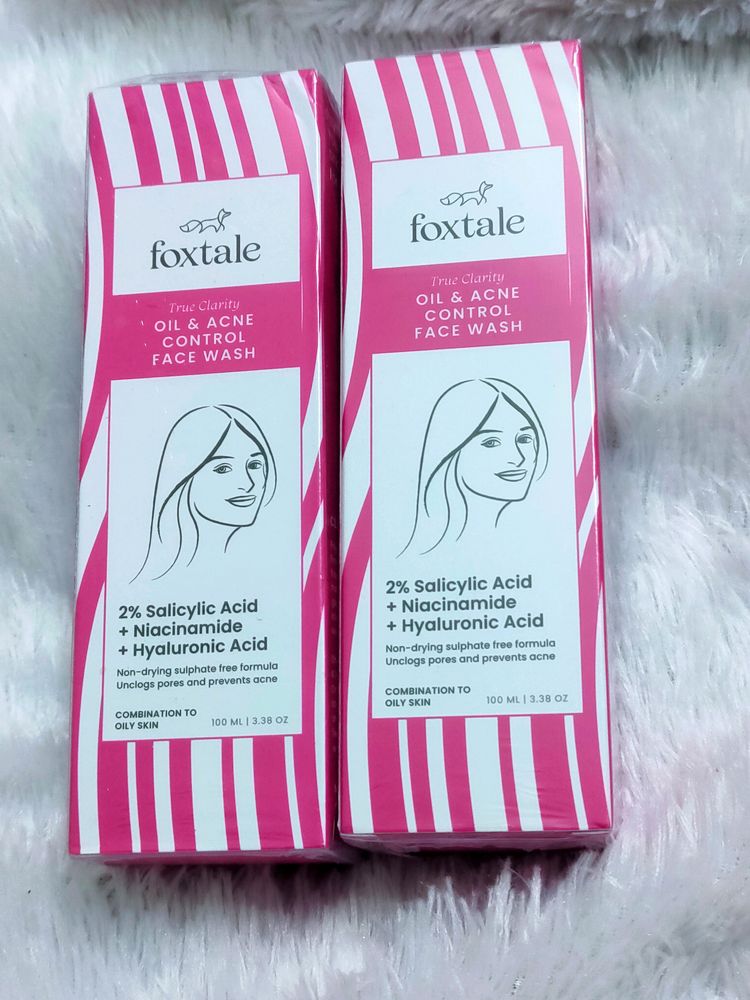 foxtale
True Clarity
OIL & ACNE
CONTROL
FACE WASH
2% Salicylic Acid
+ Niacinamide
+ Hyaluronic Acid
Non-drying sulphate free formula
Unclogs pores and prevents acne
COMBINATION TO
OILY SKIN
100 ML | 3.38 OZ
foxtale
True Clarity
OIL & ACNE
CONTROL
FACE WASH
2% Salicylic Acid
+ Niacinamide
+ Hyaluronic Acid
Non-drying sulphate free formula
Unclogs pores and prevents acne
COMBINATION TO
OILY SKIN
100 ML | 3.38 OZ